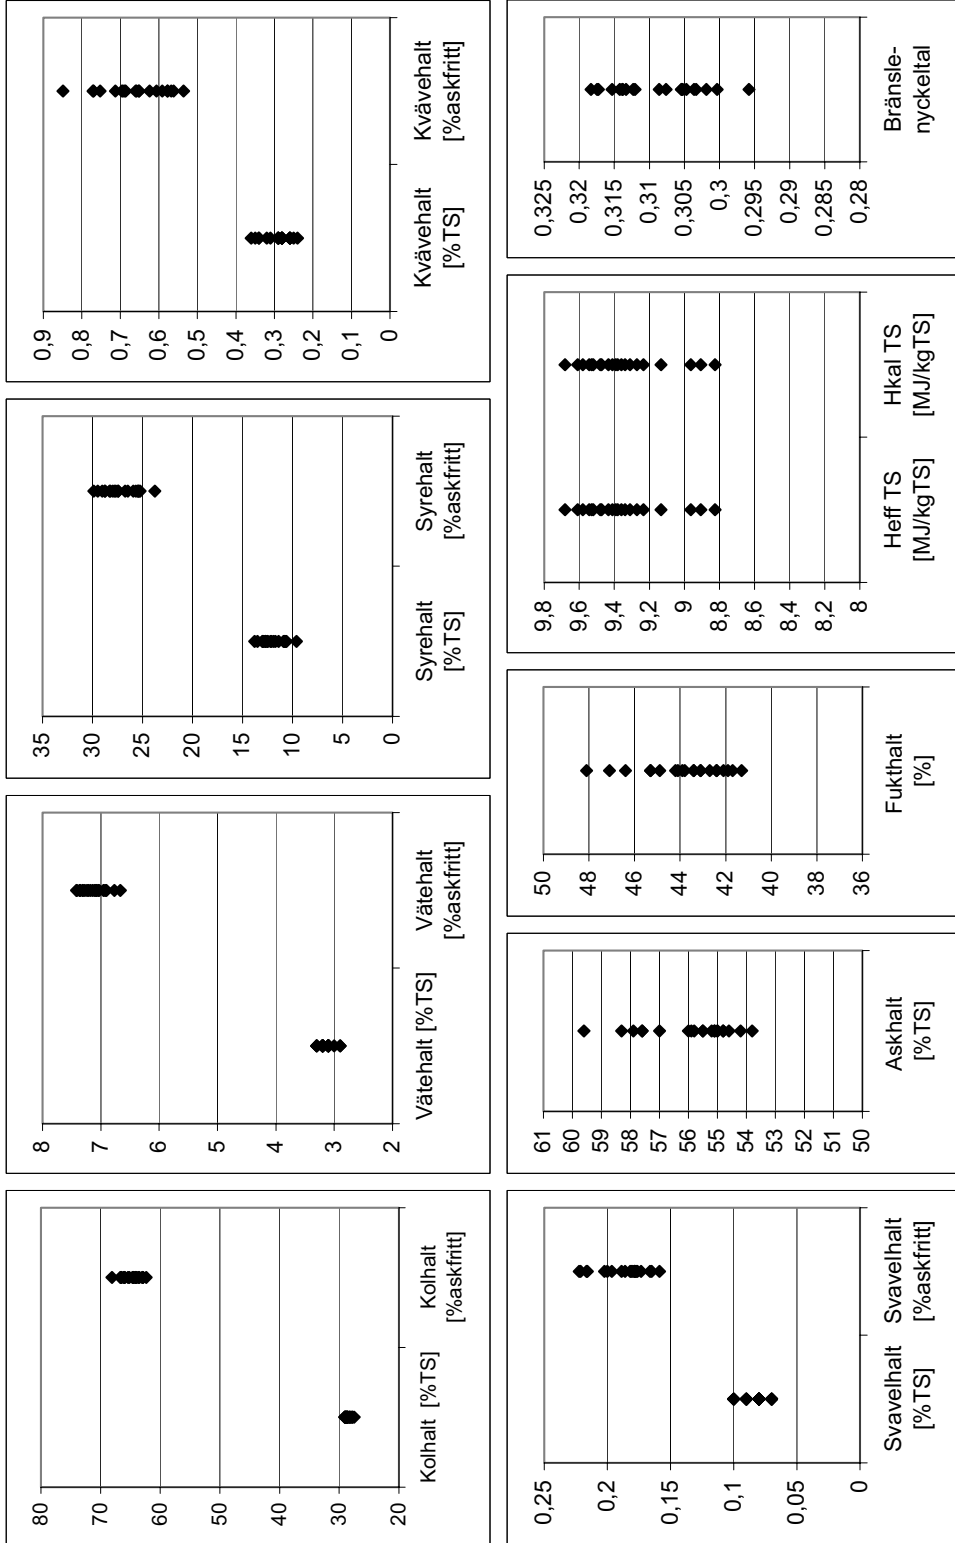 80
70
60
50
40
30
20
Kolhalt [%TS]
Kolhalt
[%askfritt]
8
7
6
5
4
3
2
Vätehalt [%TS]
Vätehalt
[%askfritt]
35
30
25
20
15
10
5
0
Syrehalt
[%TS]
Syrehalt
[%askfritt]
0,9
0,8
0,7
0,6
0,5
0,4
0,3
0,2
0,1
0
Kvävehalt
[%TS]
Kvävehalt
[%askfritt]
0,25
0,2
0,15
0,1
0,05
0
Svavelhalt
[%TS]
Svavelhalt
[%askfritt]
61
60
59
58
57
56
55
54
53
52
51
50
Askhalt
[%TS]
50
48
46
44
42
40
38
36
Fukthalt
[%]
9,8
9,6
9,4
9,2
9
8,8
8,6
8,4
8,2
8
Heff TS
[MJ/kgTS]
Hkal TS
[MJ/kgTS]
0,325
0,32
0,315
0,31
0,305
0,3
0,295
0,29
0,285
0,28
Bränsle-
nyckeltal